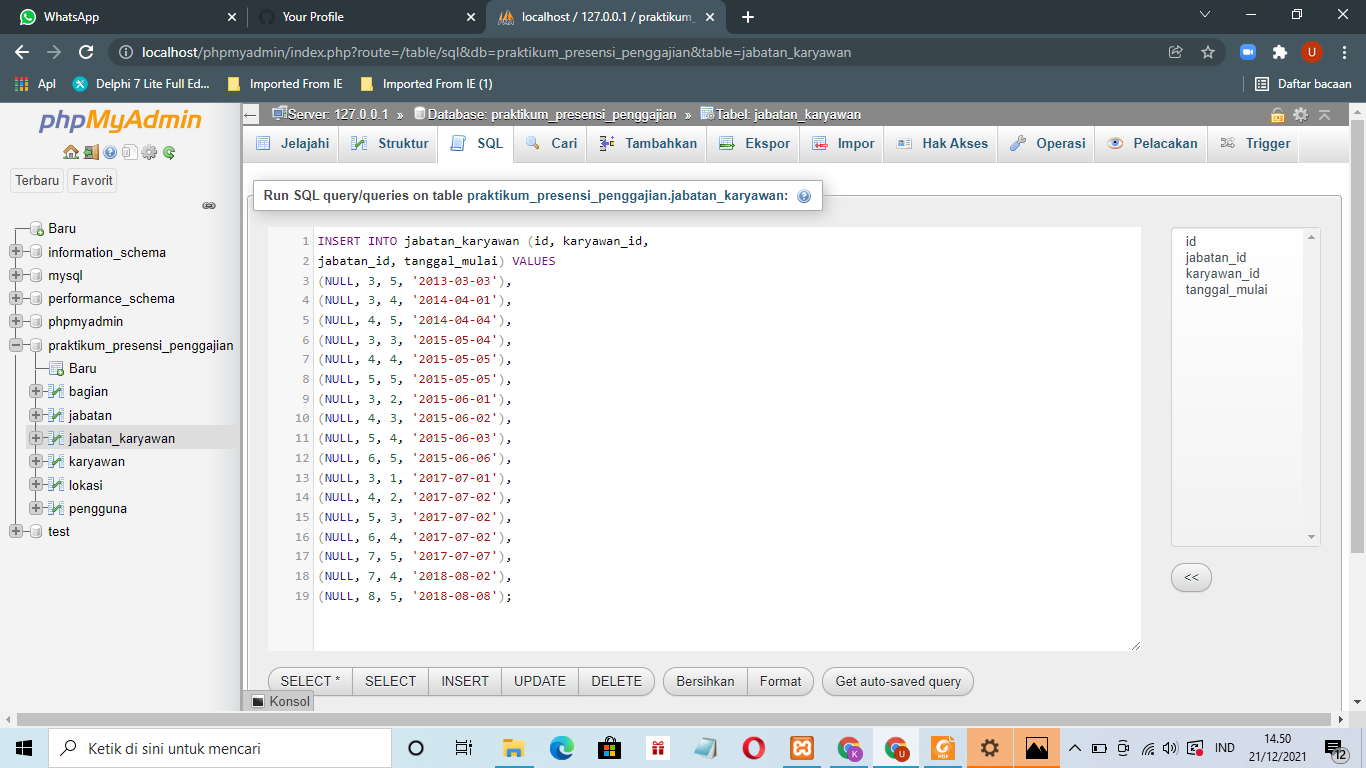 WhatsApp
Your Profile
localhost / 127.0.0.1 / praktikum_
localhost/phpmyadmin/index.php?route=/table/sql&db=praktikum_presensi_penggajian&table=jabatan_karyawan
U
Apl
Delphi 7 Lite Full Ed...
Imported From IE
Imported From IE (1)
Daftar bacaan
phpMyAdmin
Terbaru
Favorit
Baru
information_schema
mysql
performance_schema
phpmyadmin
praktikum_presensi_penggajian
Baru
bagian
jabatan
jabatan_karyawan
karyawan
lokasi
pengguna
test
Server: 127.0.0.1 » Database: praktikum_presensi_penggajian » Tabel: jabatan_karyawan
Jelajahi
Struktur
SQL
Cari
Tambahkan
Ekspor
Impor
Hak Akses
Operasi
Pelacakan
Trigger
Run SQL query/queries on table praktikum_presensi_penggajian.jabatan_karyawan:
1 INSERT INTO jabatan_karyawan (id, karyawan_id,
2 jabatan_id, tanggal_mulai) VALUES
3 (NULL, 3, 5, '2013-03-03'),
4 (NULL, 3, 4, '2014-04-01'),
5 (NULL, 4, 5, '2014-04-04'),
6 (NULL, 3, 3, '2015-05-04'),
7 (NULL, 4, 4, '2015-05-05'),
8 (NULL, 5, 5, '2015-05-05'),
9 (NULL, 3, 2, '2015-06-01'),
10 (NULL, 4, 3, '2015-06-02'),
11 (NULL, 5, 4, '2015-06-03'),
12 (NULL, 6, 5, '2015-06-06'),
13 (NULL, 3, 1, '2017-07-01'),
14 (NULL, 4, 2, '2017-07-02'),
15 (NULL, 5, 3, '2017-07-02'),
16 (NULL, 6, 4, '2017-07-02'),
17 (NULL, 7, 5, '2017-07-07'),
18 (NULL, 7, 4, '2018-08-02'),
19 (NULL, 8, 5, '2018-08-08');
id
jabatan_id
karyawan_id
tanggal_mulai
<<
SELECT *
SELECT
INSERT
UPDATE
DELETE
Bersihkan
Format
Get auto-saved query
Konsol
Ketik di sini untuk mencari
K
U
PDF
IND
14.50
21/12/2021
12